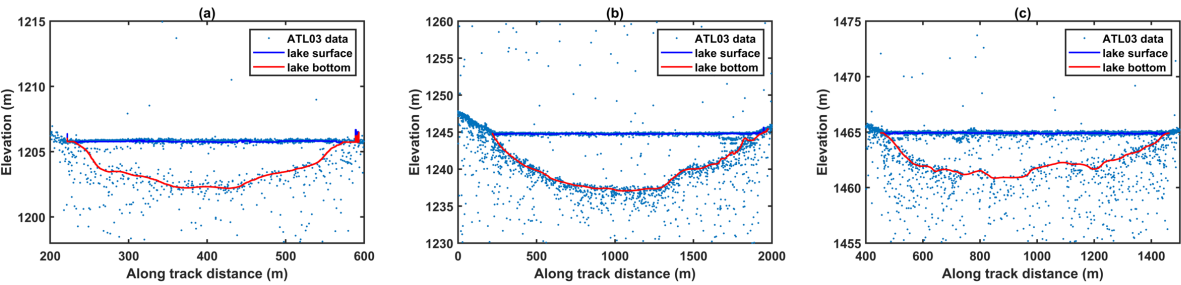 (a)
1215
1210
1205
1200
200 300 400 500 600
Elevation (m)
Along track distance (m)
ATL03 data
lake surface
lake bottom
(b)
1260
1255
1250
1245
1240
1235
1230
0 500 1000 1500 2000
Elevation (m)
Along track distance (m)
ATL03 data
lake surface
lake bottom
(c)
1475
1470
1465
1460
1455
400 600 800 1000 1200 1400
Elevation (m)
Along track distance (m)
ATL03 data
lake surface
lake bottom